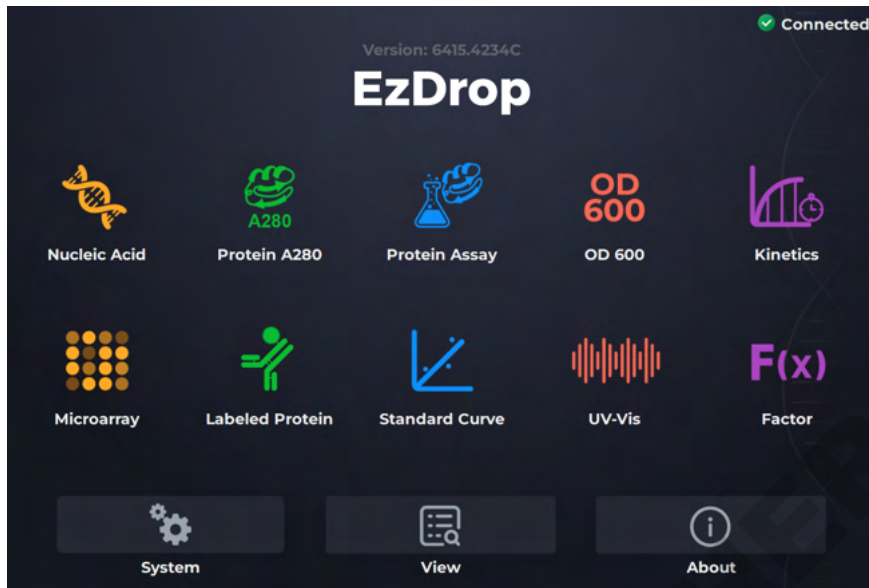 Connected
Version: 6415.4234C
EzDrop
A280
OD
600
Nucleic Acid
Protein A280
Protein Assay
OD 600
Kinetics
F(x)
Microarray
Labeled Protein
Standard Curve
UV-Vis
Factor
System
View
About